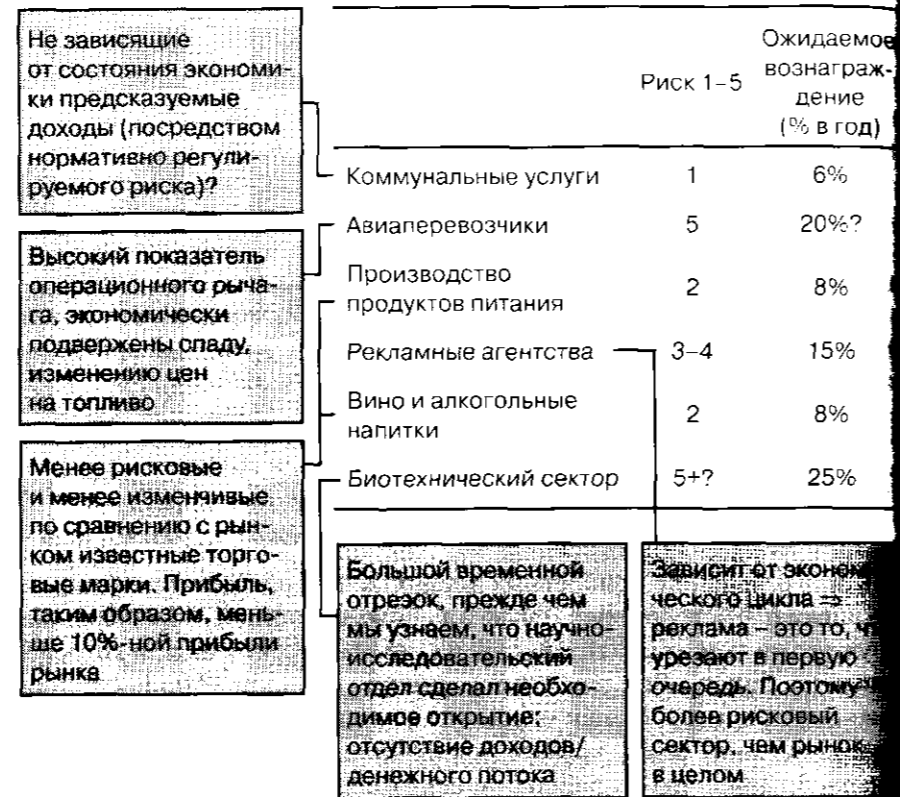 Не зависящие
от состояния экономи-
ки предсказуемые
доходы (посредством
нормативно регули-
руемого риска)?
Высокий показатель
операционного рыча-
га, экономически
подвержены спаду,
изменению цен
на топливо
Менее рисковые
и менее изменчивые
по сравнению с рын-
ком известные торго-
вые марки. Прибыль,
таким образом, мень-
ше 10%-ной прибыли
рынка
Риск 1–5
Ожидаемое
вознаграж-
дение
(% в год)
Коммунальные услуги 1 6%
Авиаперевозчики 5 20%?
Производство
продуктов питания 2 8%
Рекламные агентства 3–4 15%
Вино и алкогольные
напитки 2 8%
Биотехнический сектор 5+? 25%
Большой временной
отрезок, прежде чем
мы узнаем, что научно-
исследовательский
отдел сделал необхо-
димое открытие;
отсутствие доходов/
денежного потока
Зависит от эконом
ческого цикла ⇒
реклама – это то, ч
урезают в первую
очередь. Поэтому
более рисковый
сектор, чем рынок
в целом